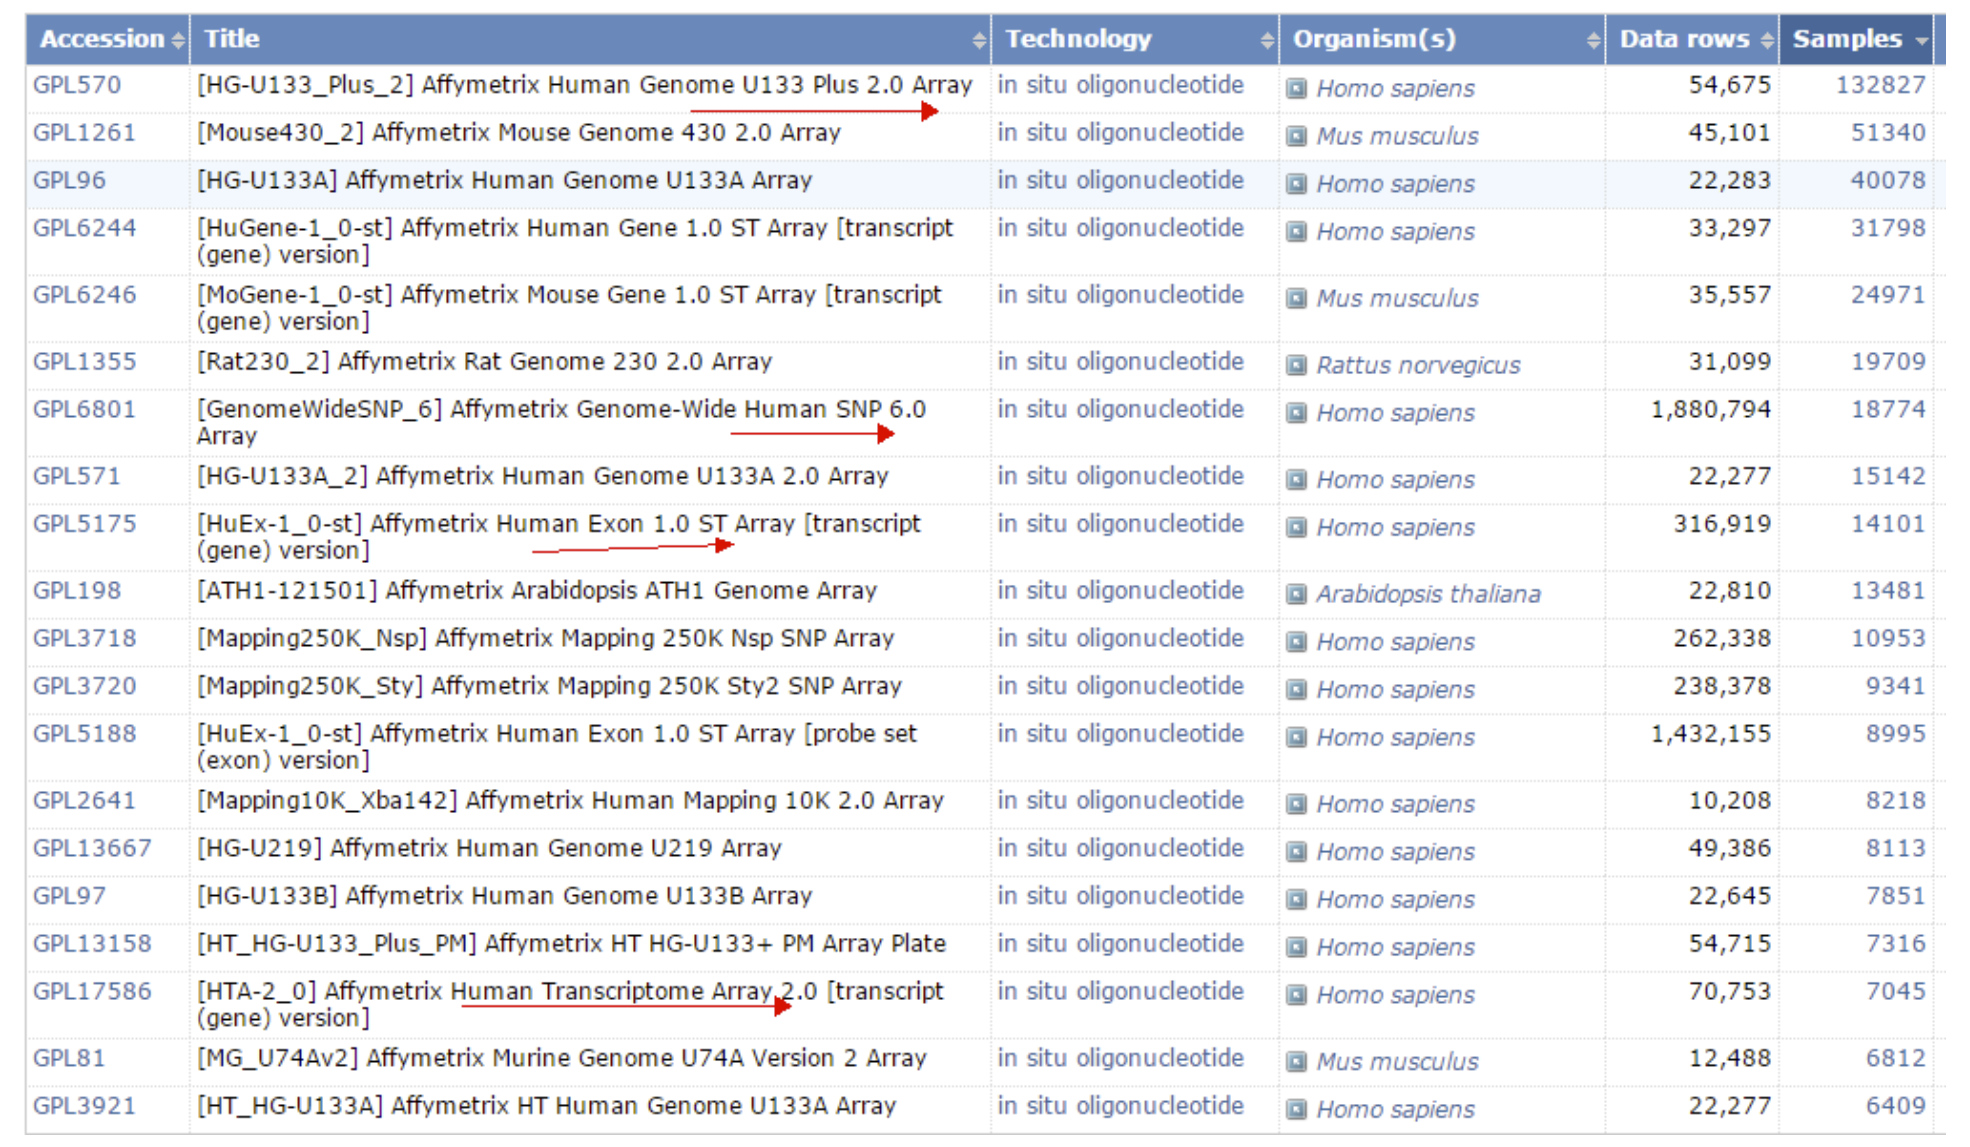 Accession Title Technology Organism(s) Data rows Samples
GPL570 [HG-U133_Plus_2] Affymetrix Human Genome U133 Plus 2.0 Array in situ oligonucleotide Homo sapiens 54,675 132827
GPL1261 [Mouse430_2] Affymetrix Mouse Genome 430 2.0 Array in situ oligonucleotide Mus musculus 45,101 51340
GPL96 [HG-U133A] Affymetrix Human Genome U133A Array in situ oligonucleotide Homo sapiens 22,283 40078
GPL6244 [HuGene-1_0-st] Affymetrix Human Gene 1.0 ST Array [transcript in situ oligonucleotide Homo sapiens 33,297 31798
(gene) version]
GPL6246 [MoGene-1_0-st] Affymetrix Mouse Gene 1.0 ST Array [transcript in situ oligonucleotide Mus musculus 35,557 24971
(gene) version]
GPL1355 [Rat230_2] Affymetrix Rat Genome 230 2.0 Array in situ oligonucleotide Rattus norvegicus 31,099 19709
GPL6801 [GenomeWideSNP_6] Affymetrix Genome-Wide Human SNP 6.0 in situ oligonucleotide Homo sapiens 1,880,794 18774
Array
GPL571 [HG-U133A_2] Affymetrix Human Genome U133A 2.0 Array in situ oligonucleotide Homo sapiens 22,277 15142
GPL5175 [HuEx-1_0-st] Affymetrix Human Exon 1.0 ST Array [transcript in situ oligonucleotide Homo sapiens 316,919 14101
(gene) version]
GPL198 [ATH1-121501] Affymetrix Arabidopsis ATH1 Genome Array in situ oligonucleotide Arabidopsis thaliana 22,810 13481
GPL3718 [Mapping250K_Nsp] Affymetrix Mapping 250K Nsp SNP Array in situ oligonucleotide Homo sapiens 262,338 10953
GPL3720 [Mapping250K_Sty] Affymetrix Mapping 250K Sty2 SNP Array in situ oligonucleotide Homo sapiens 238,378 9341
GPL5188 [HuEx-1_0-st] Affymetrix Human Exon 1.0 ST Array [probe set in situ oligonucleotide Homo sapiens 1,432,155 8995
(exon) version]
GPL2641 [Mapping10K_Xba142] Affymetrix Human Mapping 10K 2.0 Array in situ oligonucleotide Homo sapiens 10,208 8218
GPL13667 [HG-U219] Affymetrix Human Genome U219 Array in situ oligonucleotide Homo sapiens 49,386 8113
GPL97 [HG-U133B] Affymetrix Human Genome U133B Array in situ oligonucleotide Homo sapiens 22,645 7851
GPL13158 [HT_HG-U133_Plus_PM] Affymetrix HT HG-U133+ PM Array Plate in situ oligonucleotide Homo sapiens 54,715 7316
GPL17586 [HTA-2_0] Affymetrix Human Transcriptome Array 2.0 [transcript in situ oligonucleotide Homo sapiens 70,753 7045
(gene) version]
GPL81 [MG_U74Av2] Affymetrix Murine Genome U74A Version 2 Array in situ oligonucleotide Mus musculus 12,488 6812
GPL3921 [HT_HG-U133A] Affymetrix HT Human Genome U133A Array in situ oligonucleotide Homo sapiens 22,277 6409